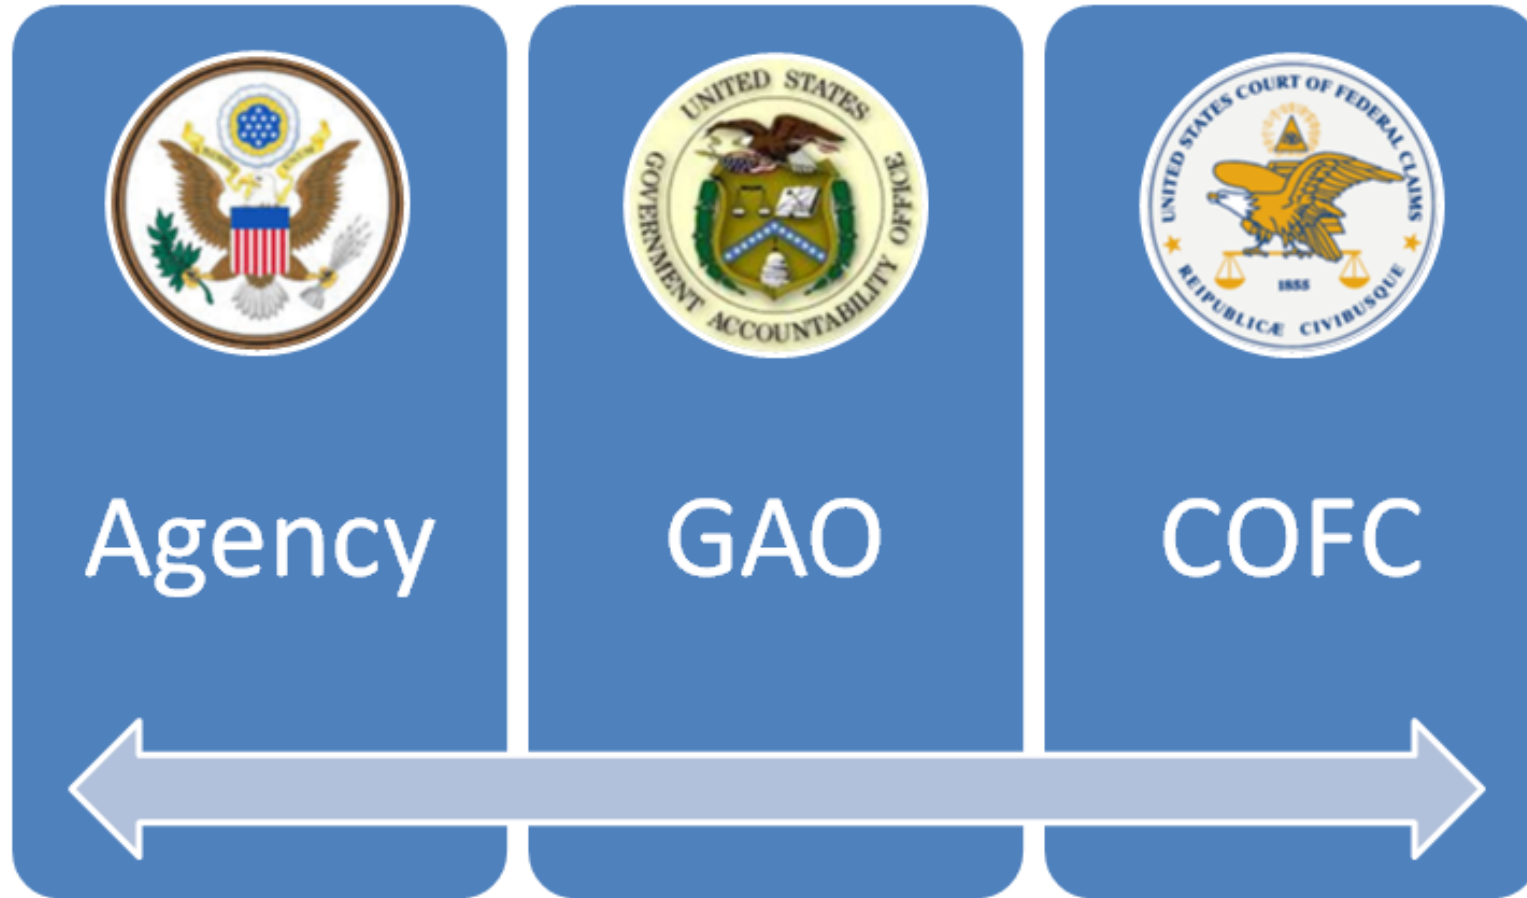 UNITED STATES
GOVERNMENT ACCOUNTABILITY OFFICE
UNITED STATES COURT OF FEDERAL CLAIMS
1855
REIPUBLICÆ CIVIBUSQUE
Agency
GAO
COFC